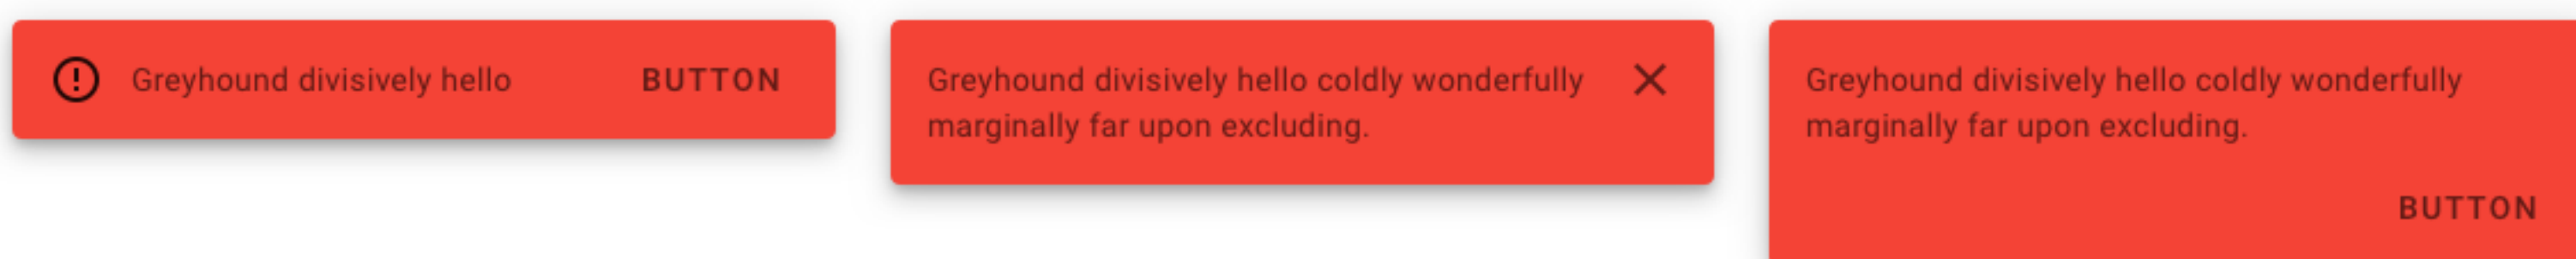 Greyhound divisively hello
BUTTON
Greyhound divisively hello coldly wonderfully
marginally far upon excluding.
Greyhound divisively hello coldly wonderfully
marginally far upon excluding.
BUTTON